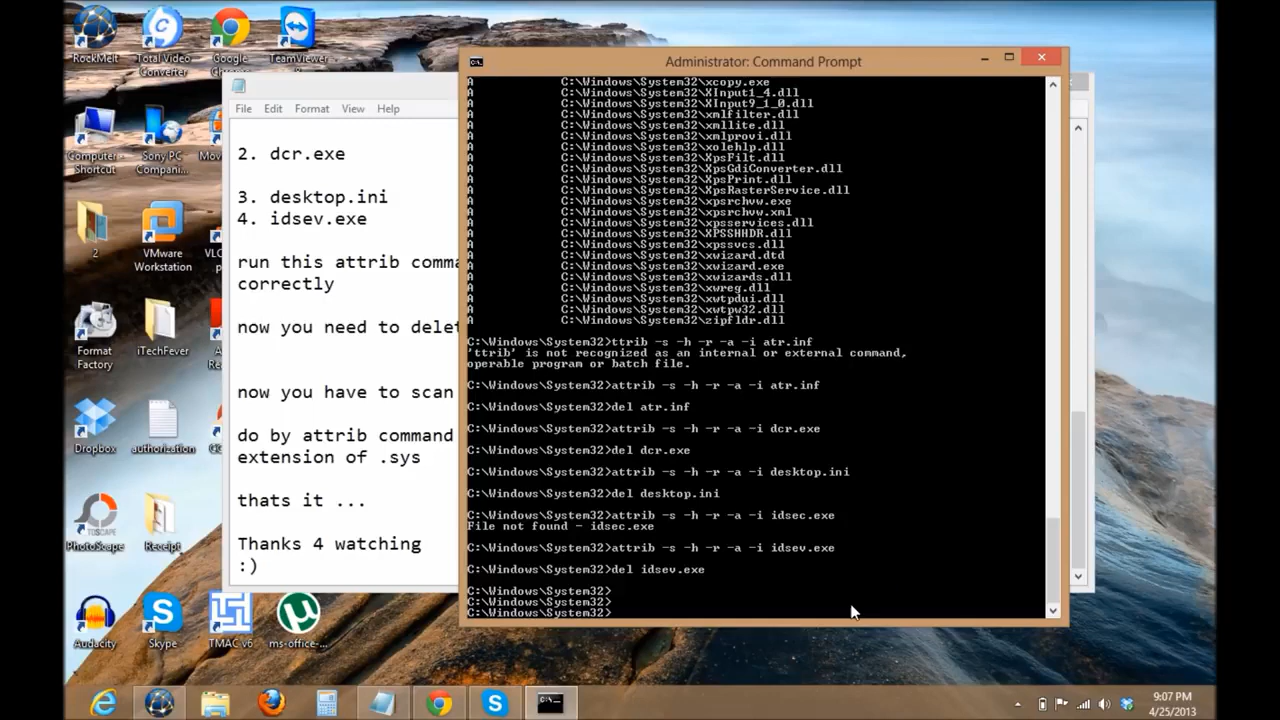 RockMelt
Total Video
Converter
Google
Chrome
TeamViewer
Computer -
Shortcut
Sony PC
Compani...
Mov
2
VMware
Workstation
VLC
Format
Factory
iTechFever
Dropbox
authorization
PhotoScape
Receipt
Audacity
Skype
TMAC v6
ms-office-...
File Edit Format View Help
2. dcr.exe
3. desktop.ini
4. idsev.exe
run this attrib comma
correctly
now you need to delet
now you have to scan
do by attrib command
extension of .sys
thats it ...
Thanks 4 watching
:)
Administrator: Command Prompt
A C:\Windows\System32\xcopy.exe
A C:\Windows\System32\XInput1_4.dll
A C:\Windows\System32\XInput9_1_0.dll
A C:\Windows\System32\xmlfilter.dll
A C:\Windows\System32\xmllite.dll
A C:\Windows\System32\xmlprovi.dll
A C:\Windows\System32\xolehlp.dll
A C:\Windows\System32\XpsFilt.dll
A C:\Windows\System32\XpsGdiConverter.dll
A C:\Windows\System32\XpsPrint.dll
A C:\Windows\System32\XpsRasterService.dll
A C:\Windows\System32\xpsrchvw.exe
A C:\Windows\System32\xpsrchvw.xml
A C:\Windows\System32\xpsservices.dll
A C:\Windows\System32\XPSSHHDR.dll
A C:\Windows\System32\xpssvcs.dll
A C:\Windows\System32\xwizard.dtd
A C:\Windows\System32\xwizard.exe
A C:\Windows\System32\xwizards.dll
A C:\Windows\System32\xwreg.dll
A C:\Windows\System32\xwtpdui.dll
A C:\Windows\System32\xwtpw32.dll
A C:\Windows\System32\zipfldr.dll
C:\Windows\System32>ttrib -s -h -r -a -i atr.inf
'ttrib' is not recognized as an internal or external command,
operable program or batch file.
C:\Windows\System32>attrib -s -h -r -a -i atr.inf
C:\Windows\System32>del atr.inf
C:\Windows\System32>attrib -s -h -r -a -i dcr.exe
C:\Windows\System32>del dcr.exe
C:\Windows\System32>attrib -s -h -r -a -i desktop.ini
C:\Windows\System32>del desktop.ini
C:\Windows\System32>attrib -s -h -r -a -i idsec.exe
File not found - idsec.exe
C:\Windows\System32>attrib -s -h -r -a -i idsev.exe
C:\Windows\System32>del idsev.exe
C:\Windows\System32>
C:\Windows\System32>
C:\Windows\System32>
9:07 PM
4/25/2013